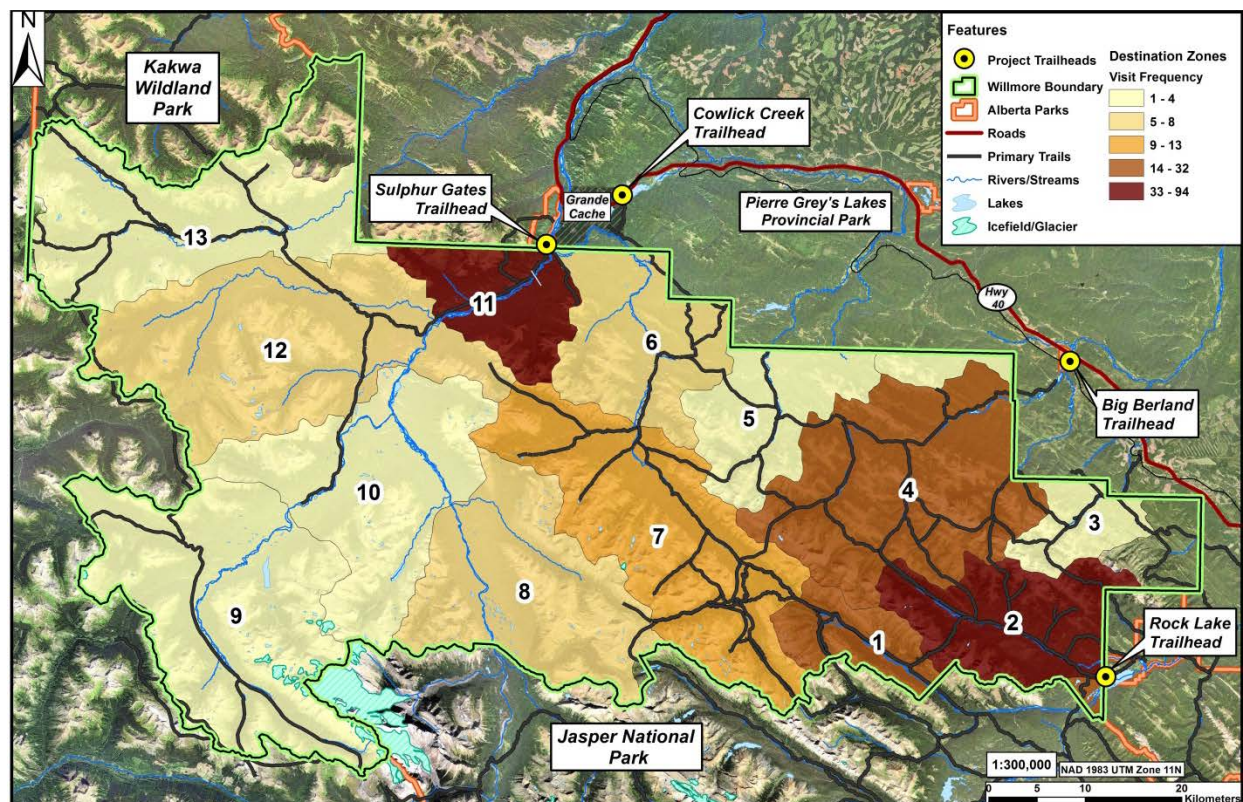 N
Kakwa
Wildland
Park
Cowlick Creek
Trailhead
Sulphur Gates
Trailhead
Grande
Cache
Pierre Grey's Lakes
Provincial Park
Hwy
40
Big Berland
Trailhead
Rock Lake
Trailhead
Jasper National
Park
13
12
11
6
5
4
3
10
7
9
8
1
2
Features
Project Trailheads
Willmore Boundary
Alberta Parks
Roads
Primary Trails
Rivers/Streams
Lakes
Icefield/Glacier
Destination Zones
Visit Frequency
1 - 4
5 - 8
9 - 13
14 - 32
33 - 94
1:300,000
NAD 1983 UTM Zone 11N
0 5 10 20
Kilometers